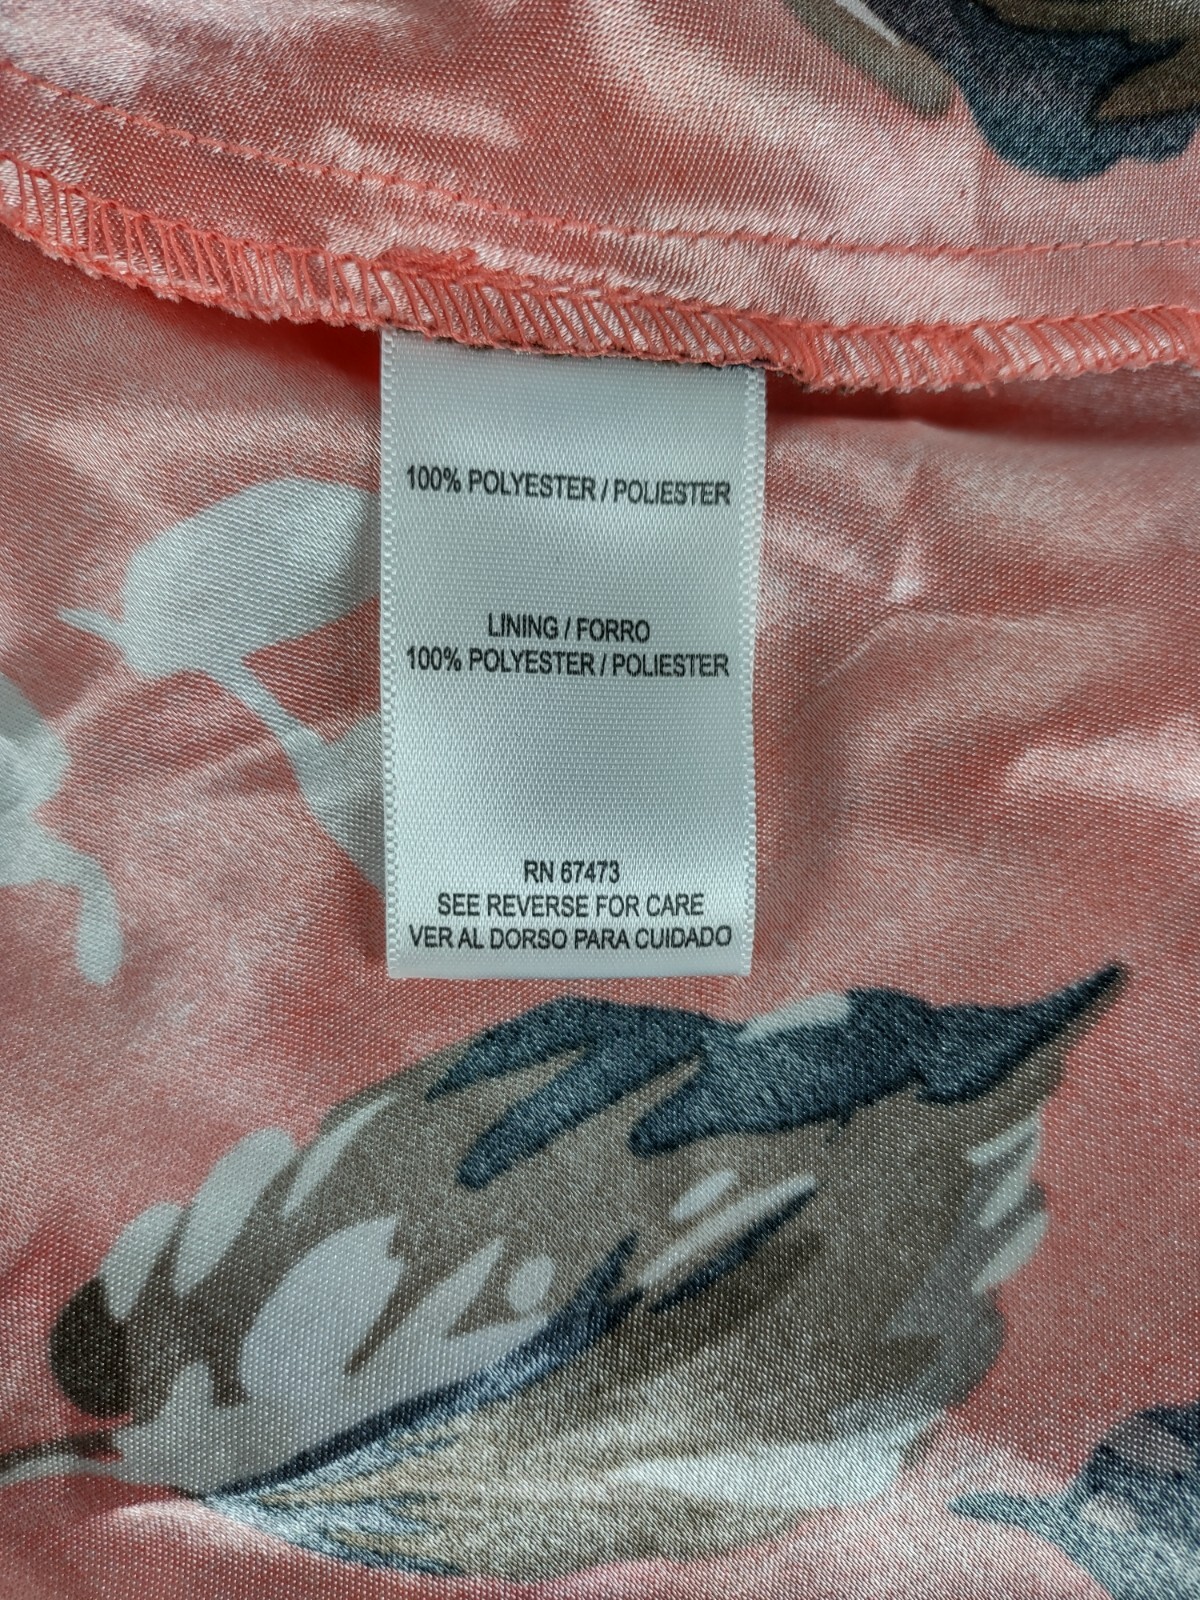 100% POLYESTER / POLIESTER
LINING / FORRO
100% POLYESTER / POLIESTER
RN 67473
SEE REVERSE FOR CARE
VER AL DORSO PARA CUIDADO